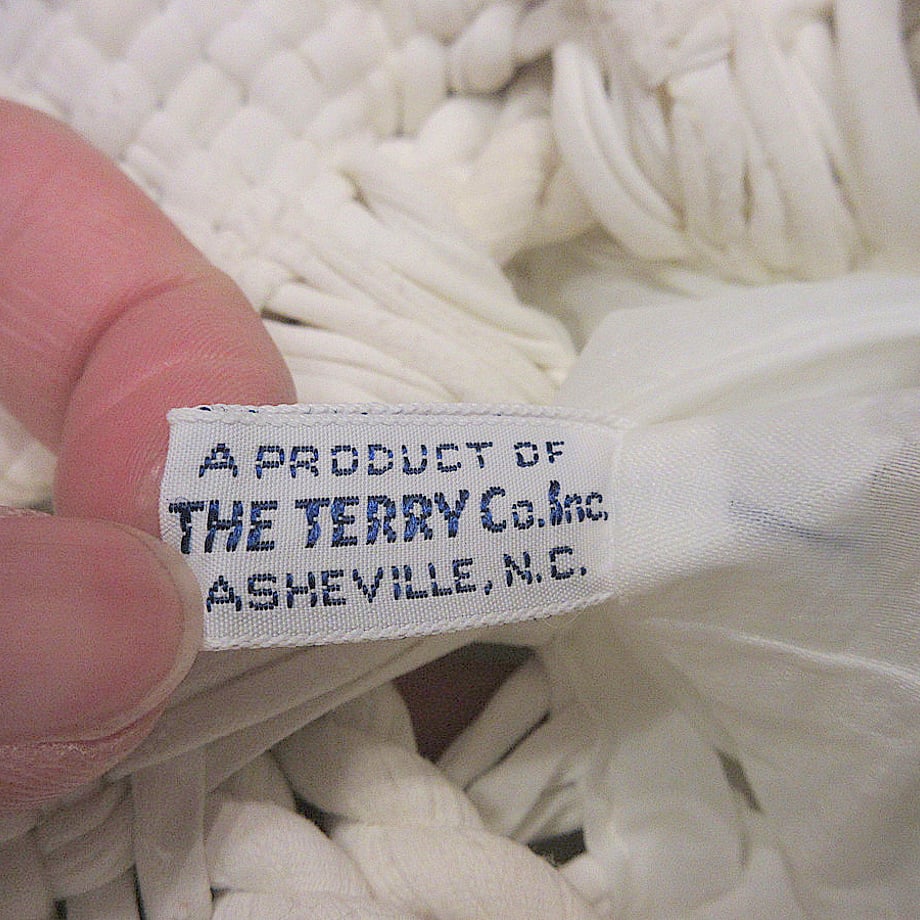 A PRODUCT OF
THE TERRY Co. Inc,
ASHEVILLE, N.C.